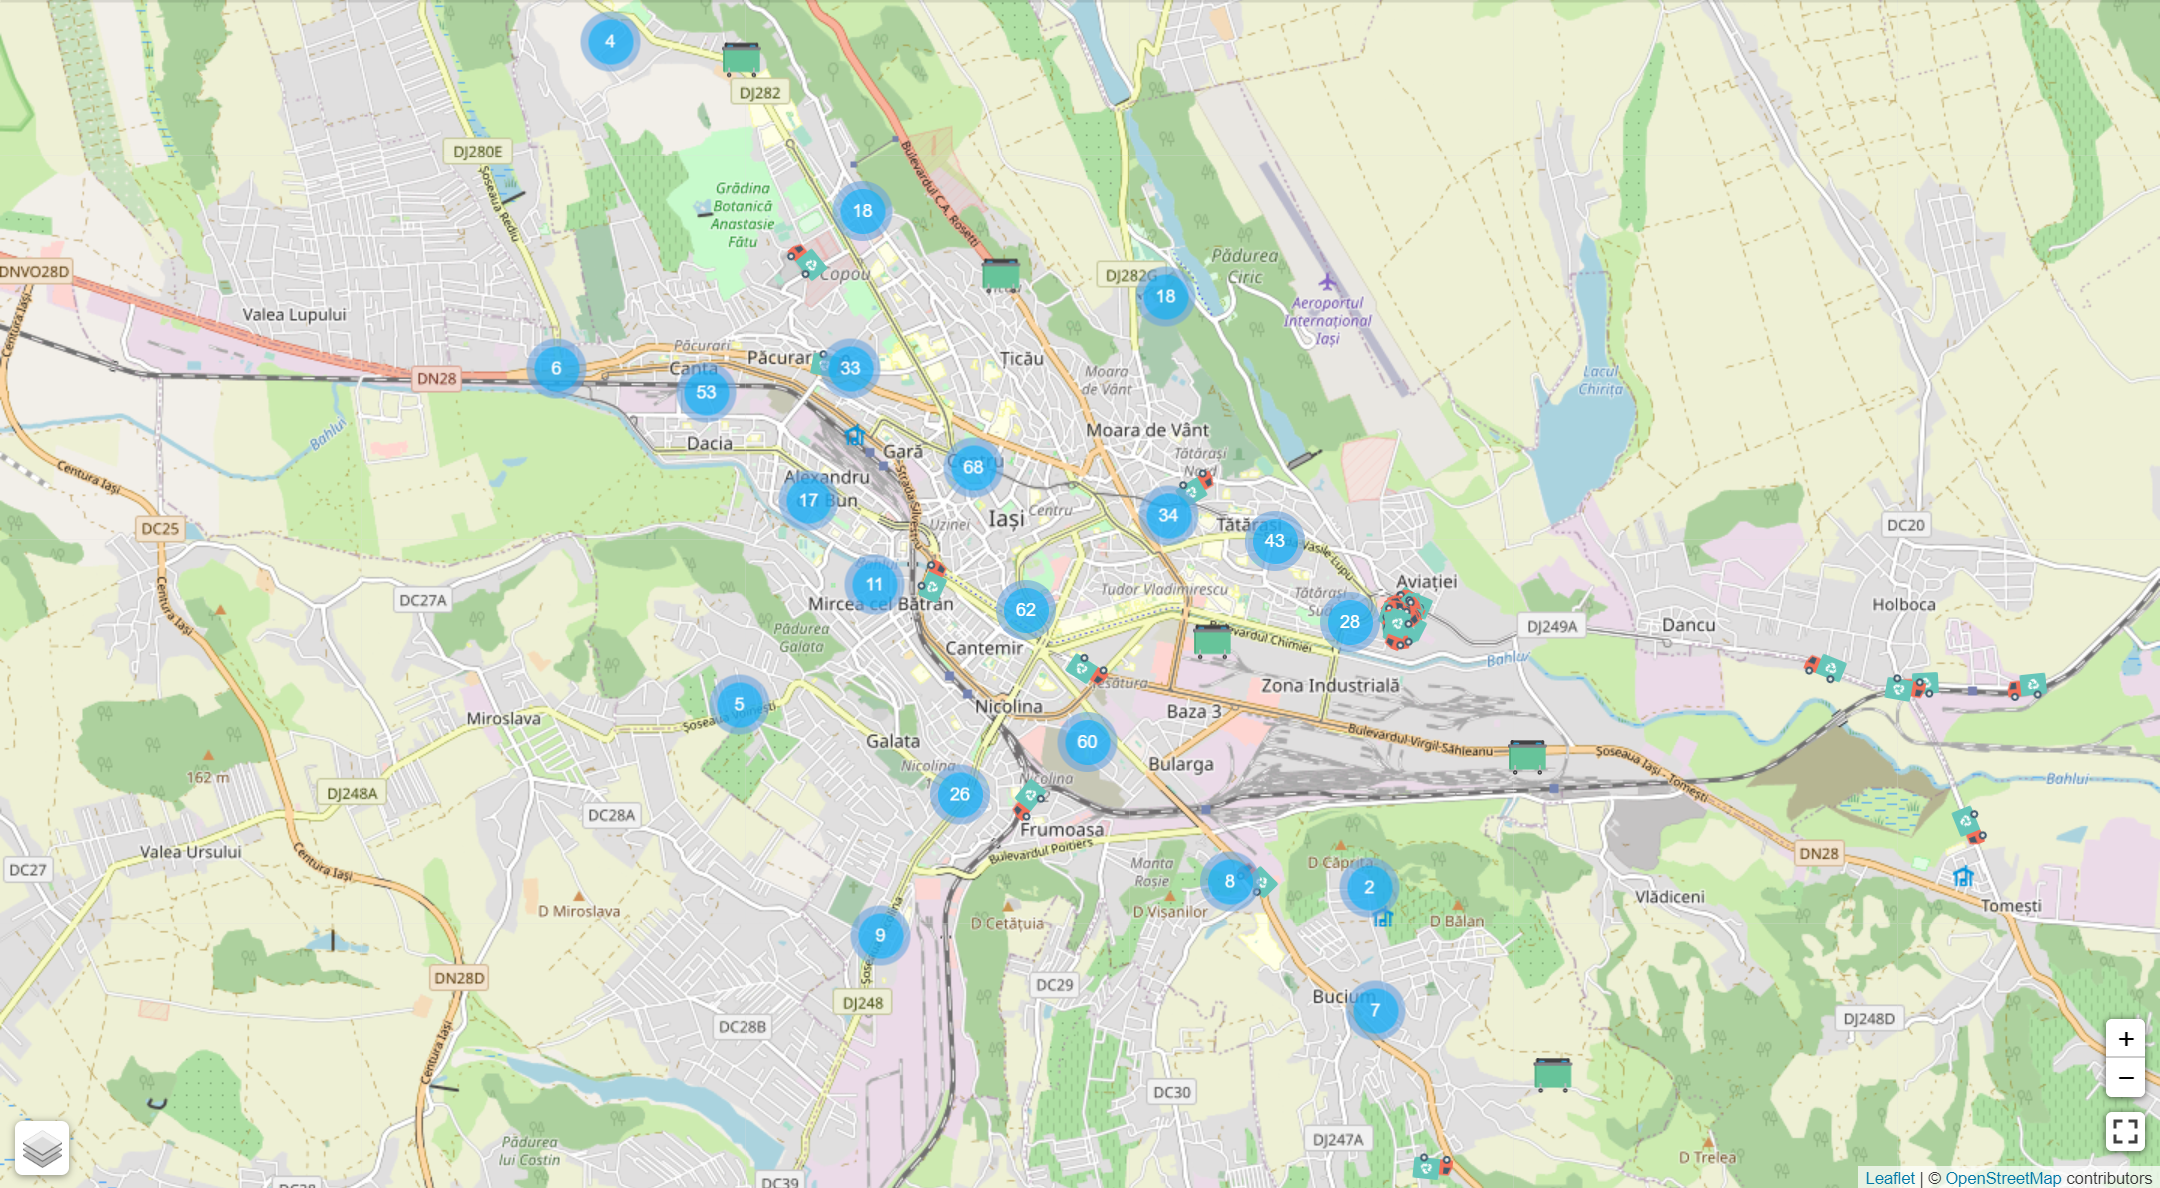 4
DJ282
DJ280E
Șoseaua Rediu
Bulevardul C.A. Rosetti
Grădina
Botanică
Anastasie
Fătu
18
Copou
DNVO28D
Centura Iași
Valea Lupului
DJ282G
18
Pădurea
Ciric
Aeroportul
Internațional
Iași
Păcurari
Canta
Păcurar
33
Ticău
6
DN28
53
Moara
de Vânt
Lacul
Chirița
Bahlui
Dacia
Gară
Moara de Vânt
Tătărași
Nord
68
Alexandru
Bun
17
Strada Silvestru
Centura Iași
DC25
Uzinei
Iași
Centru
34
Tătărași
43
Vasile Lupu
DC20
Bahlui
11
Mircea cel Bătrân
DC27A
Centura Iași
62
Tudor Vladimirescu
Tătărași
Sud
28
Aviației
Holboca
DJ249A
Dancu
Bulevardul Chimiei
Bahlui
Pădurea
Galata
Cantemir
Zona Industrială
5
Șoseaua Voinești
Miroslava
Nicolina
Baza 3
Galata
60
Bulevardul Virgil Săhleanu
Șoseaua Iași - Tomești
Bularga
162 m
Nicolina
Nicolina
26
Bahlui
DJ248A
DC28A
Frumoasa
Bulevardul Poitiers
Valea Ursului
Centura Iași
DC27
Manta
Roșie
8
2
DN28
D Miroslava
D Cetățuia
D Vișanilor
D Bălan
Vlădiceni
Tomești
9
DN28D
DC29
Bucium
7
DJ248
DC28B
DJ248D
Centura Iași
DC30
Pădurea
lui Costin
DJ247A
D Trelea
DC39
+
−
Leaflet | © OpenStreetMap contributors